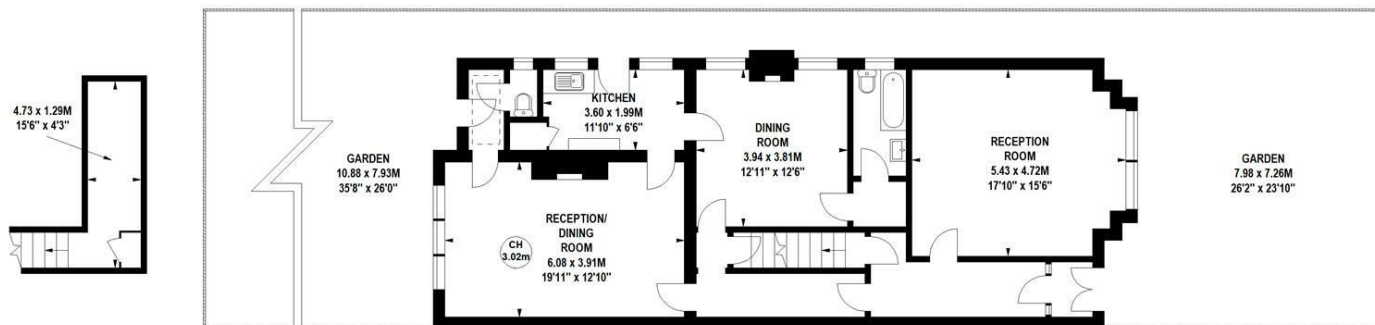 4.73 x 1.29M
15'6" x 4'3"
GARDEN
10.88 x 7.93M
35'8" x 26'0"
KITCHEN
3.60 x 1.99M
11'10" x 6'6"
RECEPTION/
DINING
ROOM
6.08 x 3.91M
19'11" x 12'10"
CH
3.02m
DINING
ROOM
3.94 x 3.81M
12'11" x 12'6"
RECEPTION
ROOM
5.43 x 4.72M
17'10" x 15'6"
GARDEN
7.98 x 7.26M
26'2" x 23'10"